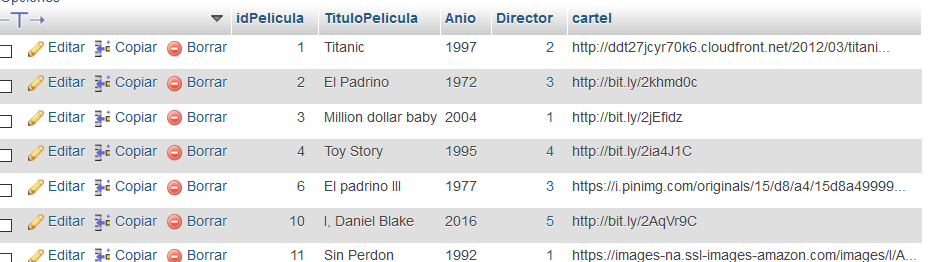 Opciones
idPelicula TituloPelicula Anio Director cartel
Editar Copiar Borrar 1 Titanic 1997 2 http://ddt27jcyr70k6.cloudfront.net/2012/03/titani...
Editar Copiar Borrar 2 El Padrino 1972 3 http://bit.ly/2khmd0c
Editar Copiar Borrar 3 Million dollar baby 2004 1 http://bit.ly/2jEfidz
Editar Copiar Borrar 4 Toy Story 1995 4 http://bit.ly/2ia4J1C
Editar Copiar Borrar 6 El padrino III 1977 3 https://i.pinimg.com/originals/15/d8/a4/15d8a49999...
Editar Copiar Borrar 10 I, Daniel Blake 2016 5 http://bit.ly/2AqVr9C
Editar Copiar Borrar 11 Sin Perdon 1992 1 https://images-na.ssl-images-amazon.com/images/I/A...